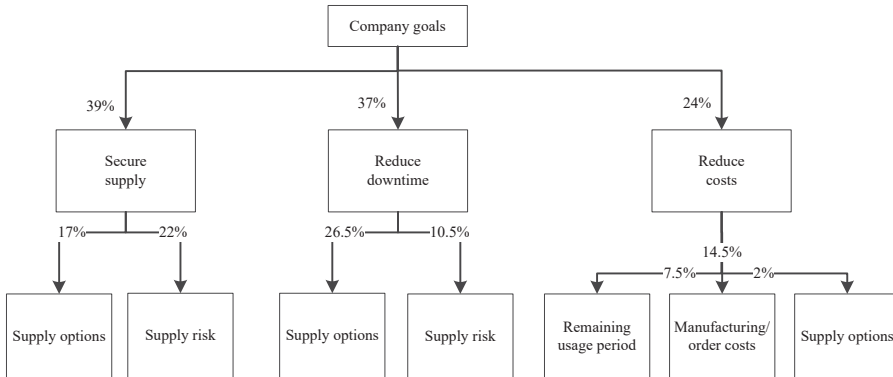 Company goals
39%
37%
24%
Secure
supply
Reduce
downtime
Reduce
costs
17%
22%
26.5%
10.5%
14.5%
7.5%
2%
Supply options
Supply risk
Supply options
Supply risk
Remaining
usage period
Manufacturing/
order costs
Supply options